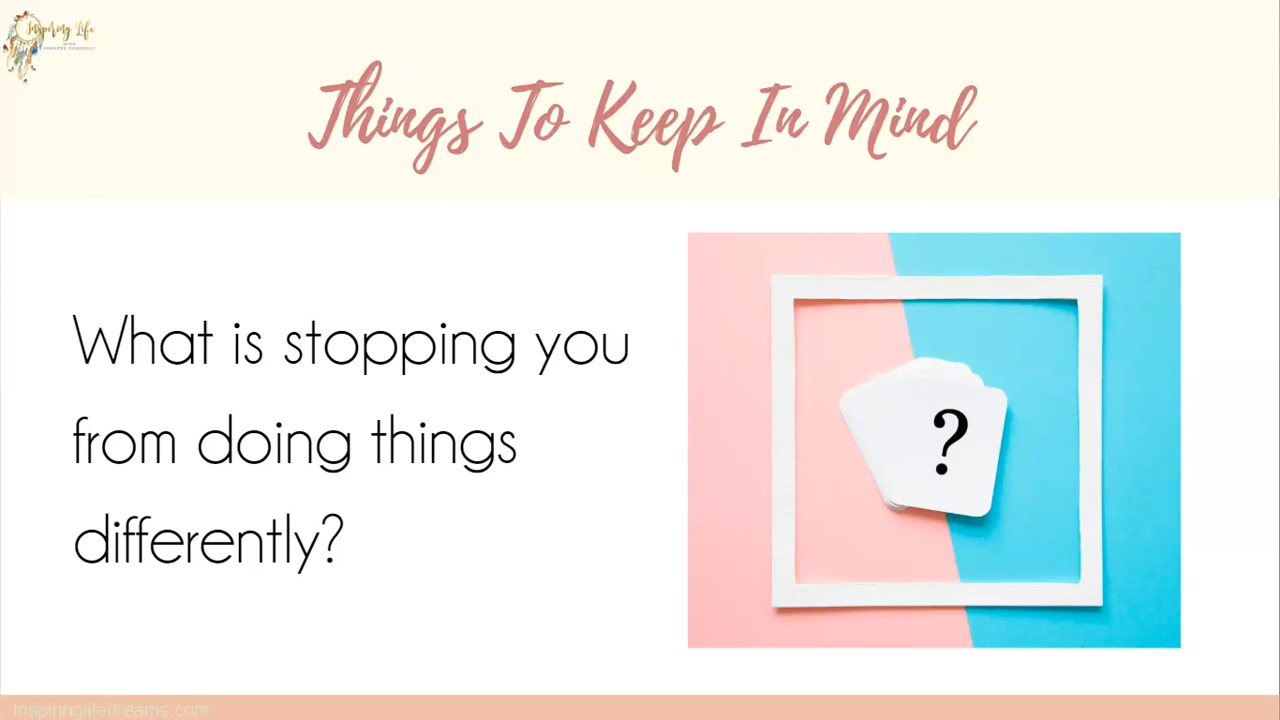 Inspiring Life
Things To Keep In Mind
What is stopping you
from doing things
differently?
?
inspiringlifedreams.com